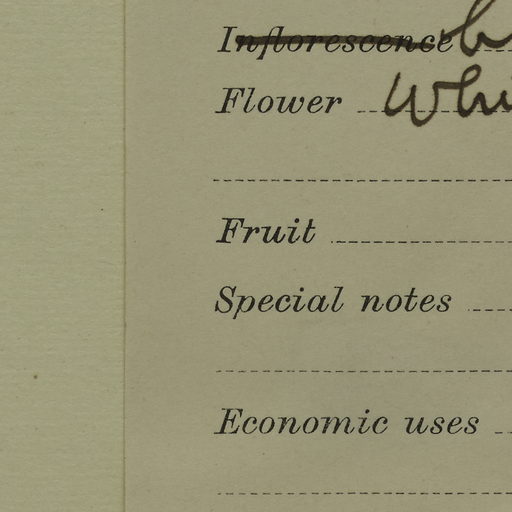 Inflorescence
Flower
Fruit
Special notes
Economic uses